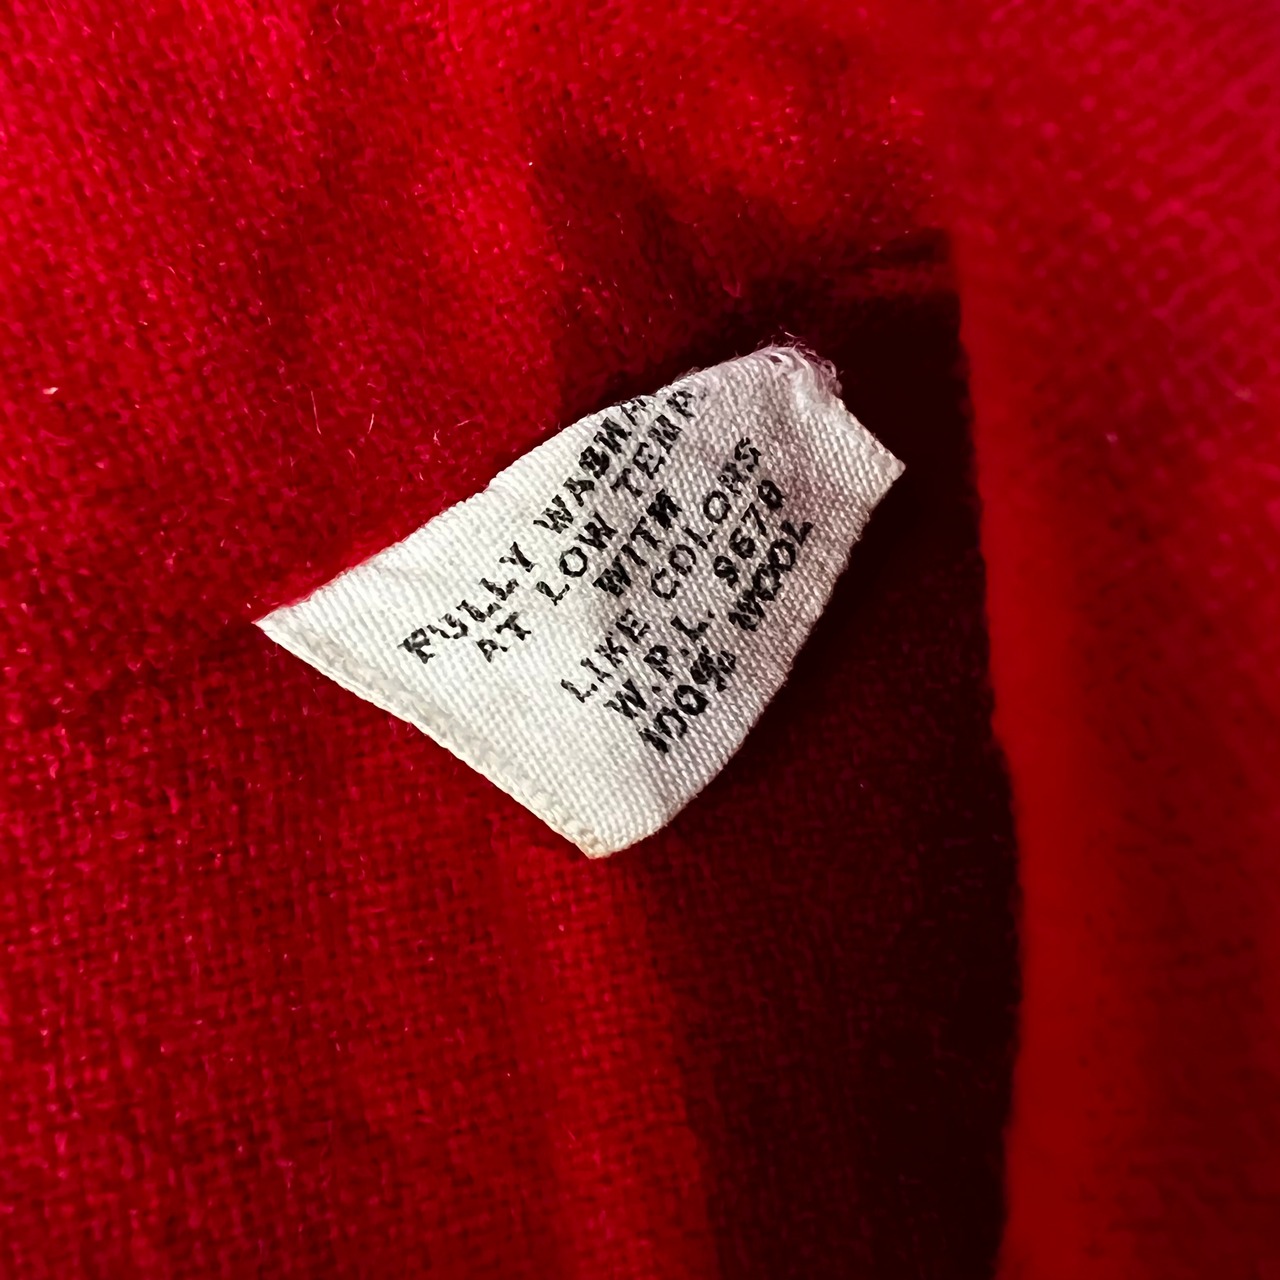 FULLY WASHA
AT LOW TEMP.
WITH
LIKE COLORS
W.P.L. 9670
100% WOOL